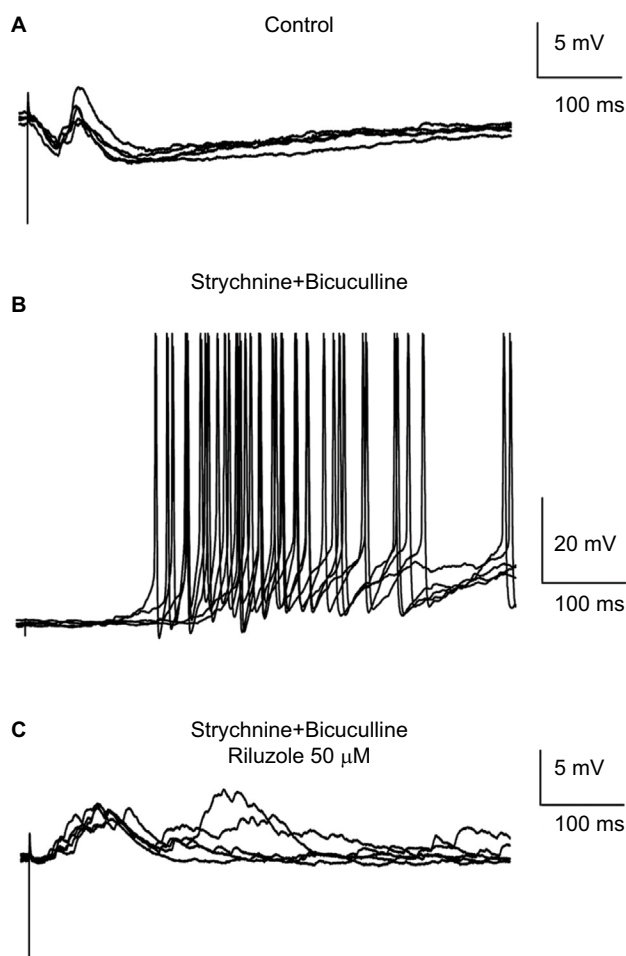 A
Control
5 mV
100 ms
Strychnine+Bicuculline
B
20 mV
100 ms
C
Strychnine+Bicuculline
Riluzole 50 μM
5 mV
100 ms